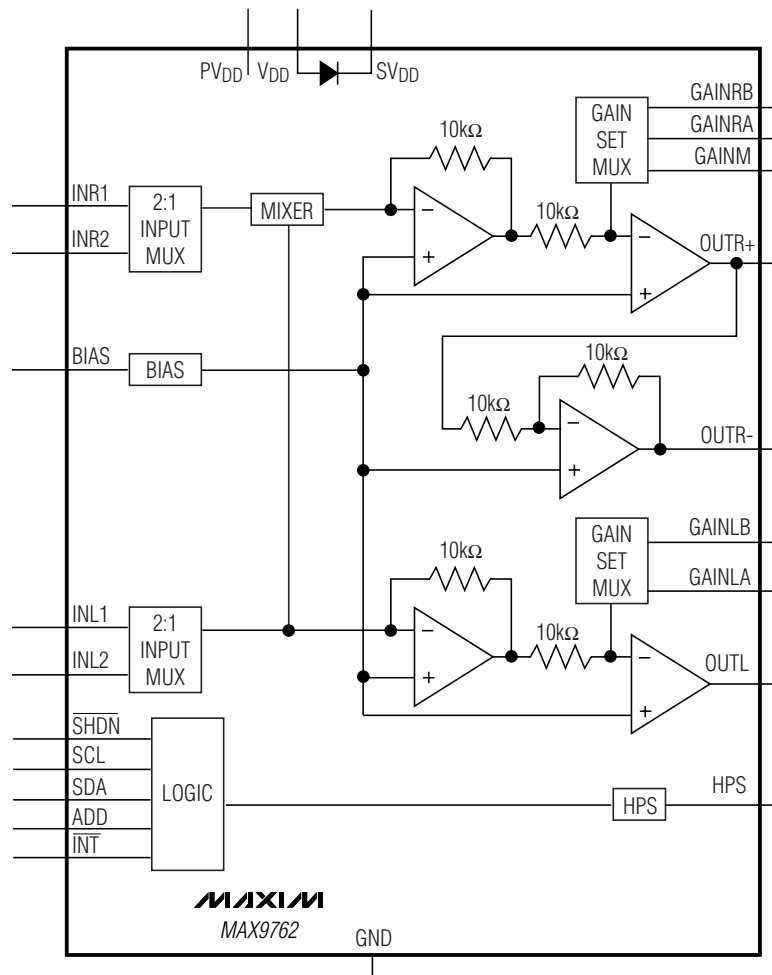 PVDD VDD SVDD
GAIN
SET
MUX
GAINRB
GAINRA
GAINM
10kΩ
INR1
INR2
2:1
INPUT
MUX
MIXER
10kΩ
−
+
−
+
OUTR+
BIAS
BIAS
10kΩ
10kΩ
−
+
OUTR-
GAIN
SET
MUX
GAINLB
GAINLA
10kΩ
INL1
INL2
2:1
INPUT
MUX
10kΩ
−
+
−
+
OUTL
SHDN
SCL
SDA
ADD
INT
LOGIC
HPS
HPS
MAXIM
MAX9762
GND